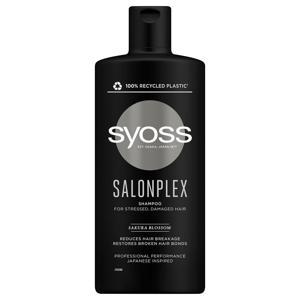 100% RECYCLED PLASTIC*
syoss
SALONPLEX
SHAMPOO
FOR STRESSED, DAMAGED HAIR
SAKURA BLOSSOM
REDUCES HAIR BREAKAGE
RESTORES BROKEN HAIR BONDS
PROFESSIONAL PERFORMANCE
JAPANESE INSPIRED